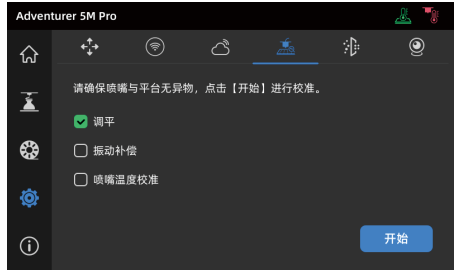 Adventurer 5M Pro
请确保喷嘴与平台无异物，点击【开始】进行校准。
调平
振动补偿
喷嘴温度校准
开始